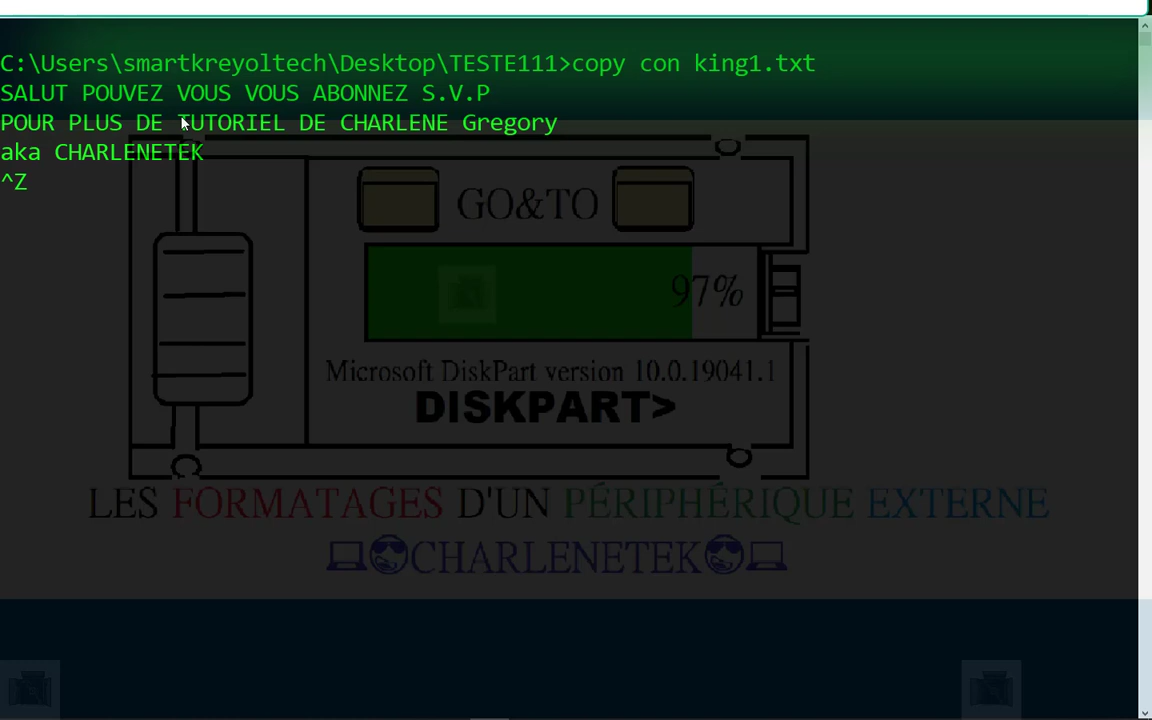 C:\Users\smartkreyoltech\Desktop\TESTE111>copy con king1.txt
SALUT POUVEZ VOUS VOUS ABONNEZ S.V.P
POUR PLUS DE TUTORIEL DE CHARLENE Gregory
aka CHARLENETEK
^Z
GO&TO
97%
Microsoft DiskPart version 10.0.19041.1
DISKPART>
LES FORMATAGES D'UN PÉRIPHÉRIQUE EXTERNE
💻😎CHARLENETEK😎💻